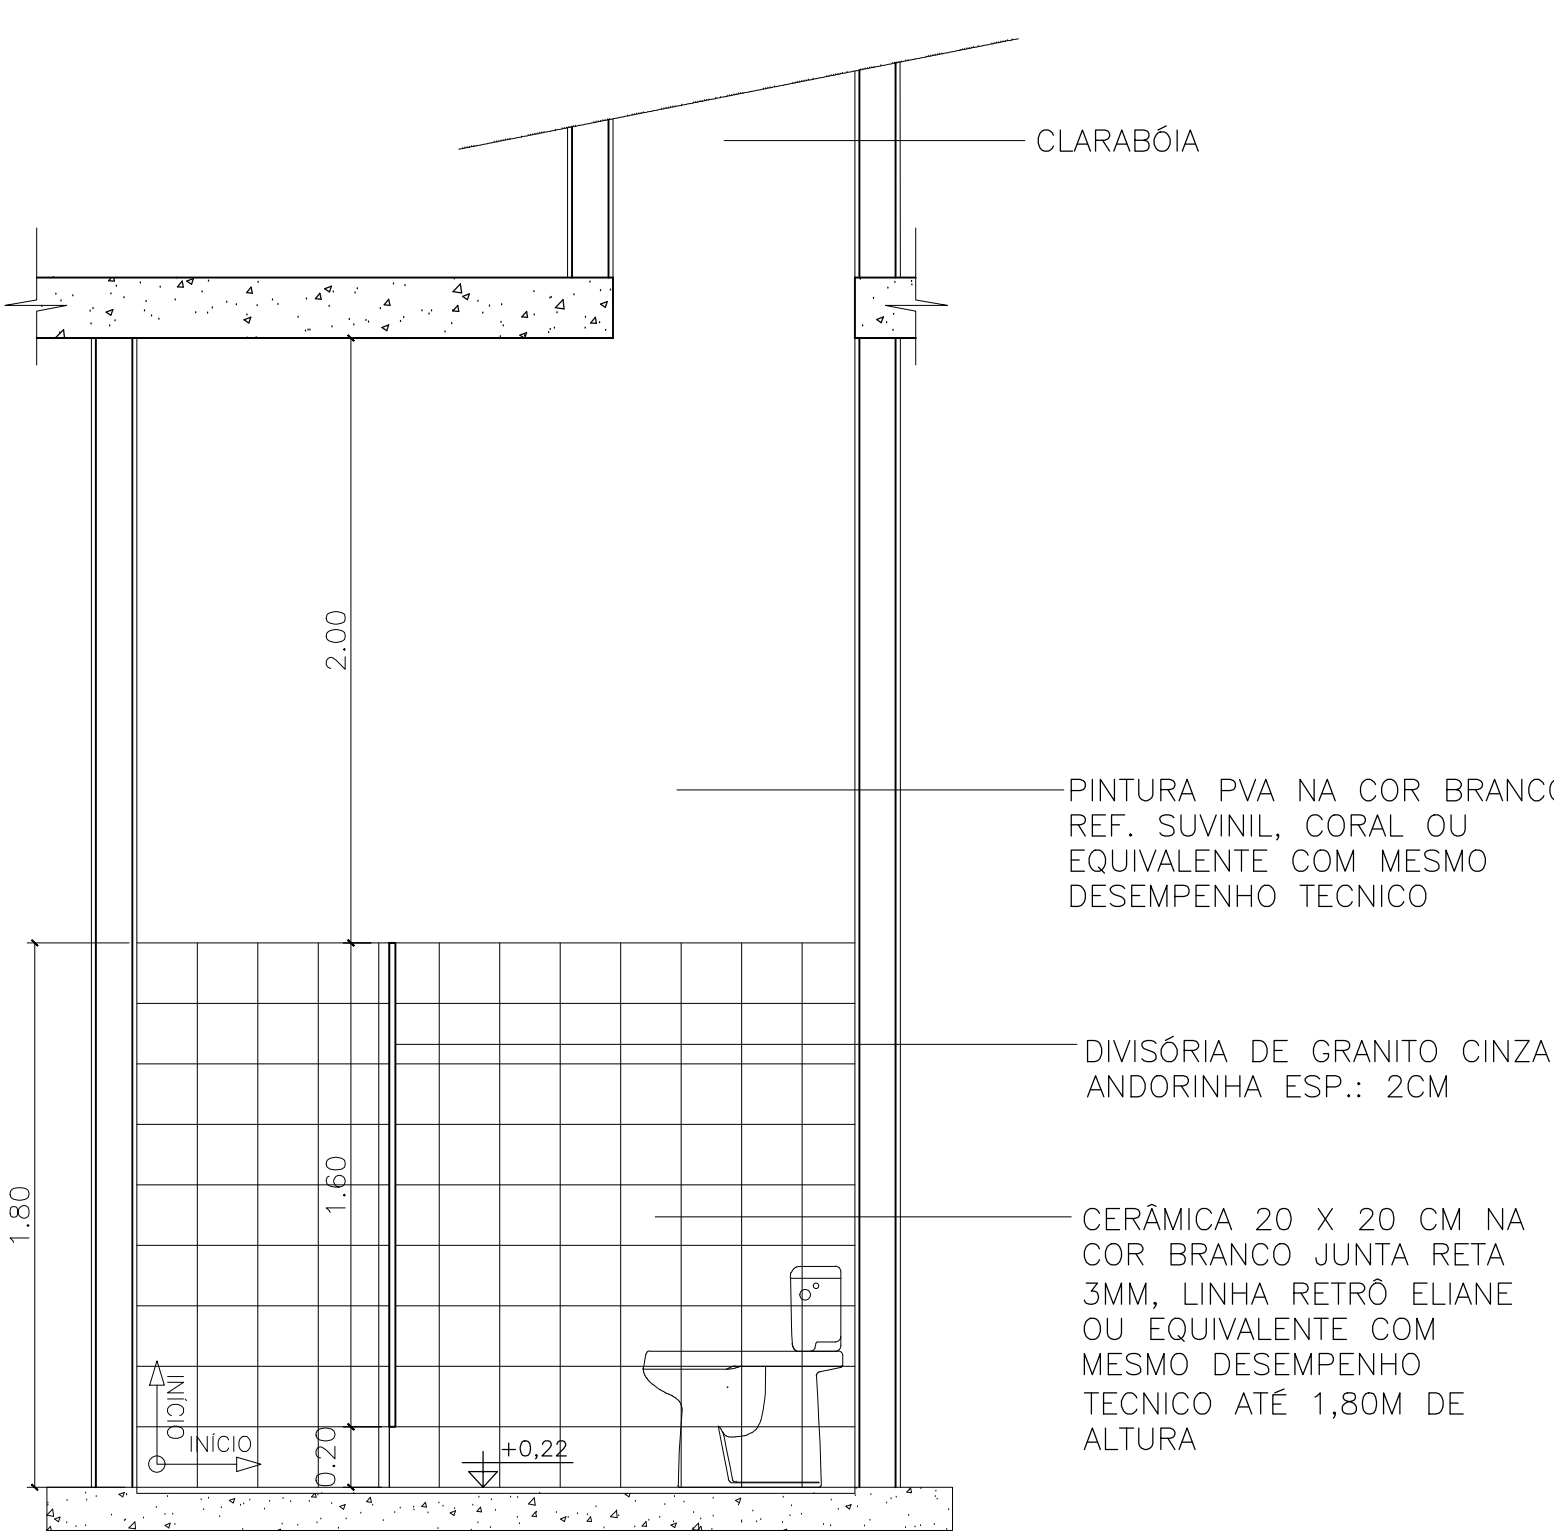 CLARABÓIA
2.00
PINTURA PVA NA COR BRANCO
REF. SUVINIL, CORAL OU
EQUIVALENTE COM MESMO
DESEMPENHO TECNICO
DIVISÓRIA DE GRANITO CINZA
ANDORINHA ESP.: 2CM
1.60
1.80
CERÂMICA 20 X 20 CM NA
COR BRANCO JUNTA RETA
3MM, LINHA RETRÔ ELIANE
OU EQUIVALENTE COM
MESMO DESEMPENHO
TECNICO ATÉ 1,80M DE
ALTURA
INÍCIO
INÍCIO
0.20
+0,22